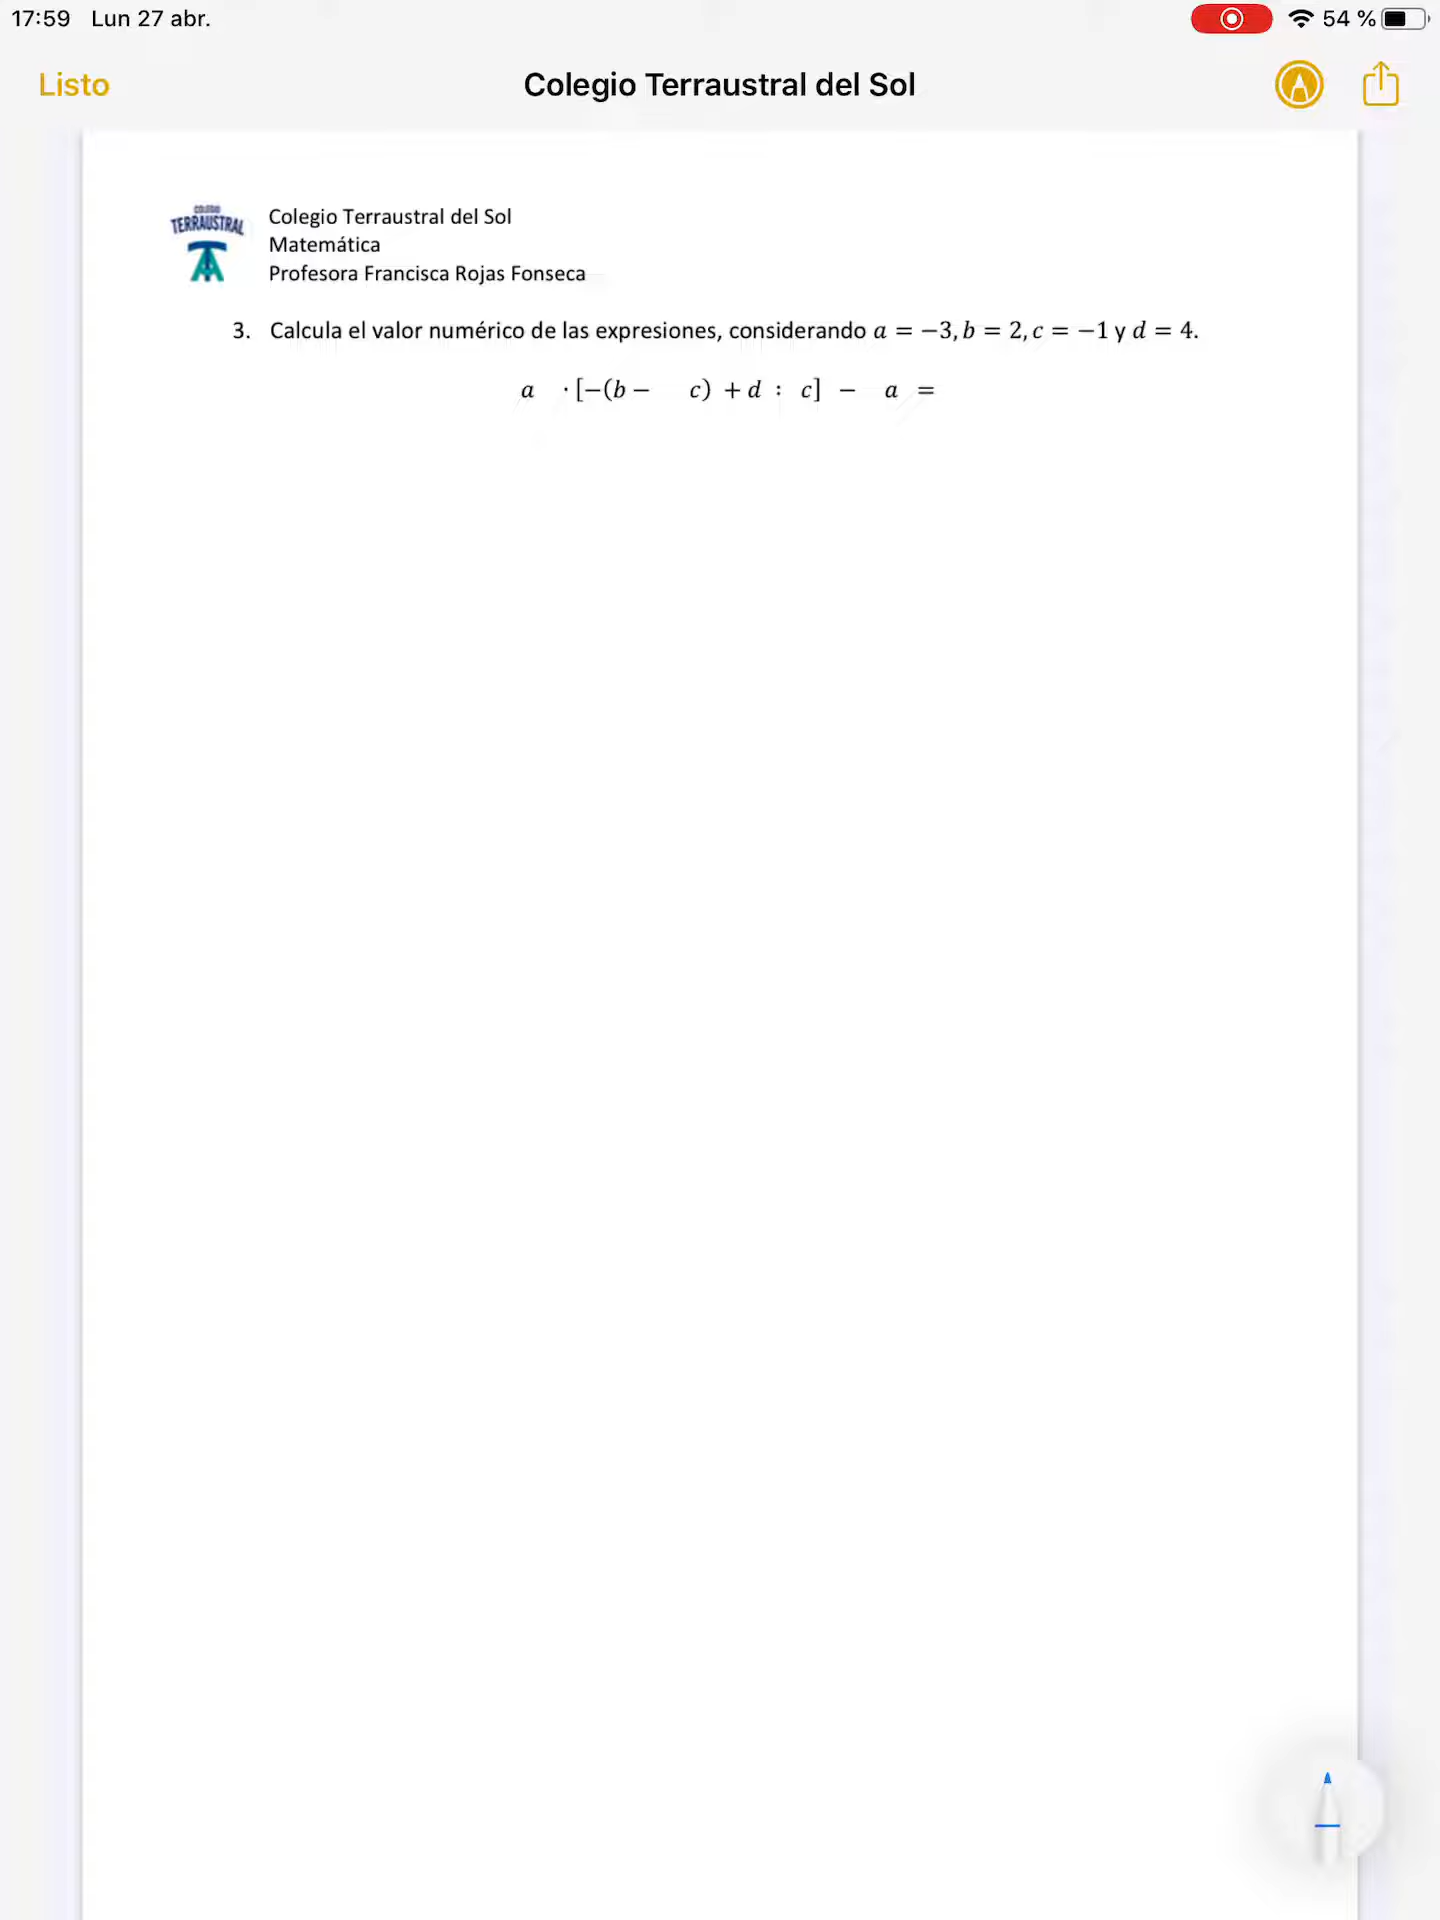 17:59 Lun 27 abr. 54 %
Listo Colegio Terraustral del Sol
COLEGIO
TERRAUSTRAL
Colegio Terraustral del Sol
Matemática
Profesora Francisca Rojas Fonseca
3. Calcula el valor numérico de las expresiones, considerando a = −3, b = 2, c = −1 y d = 4.
a · [−(b − c) + d : c] − a =